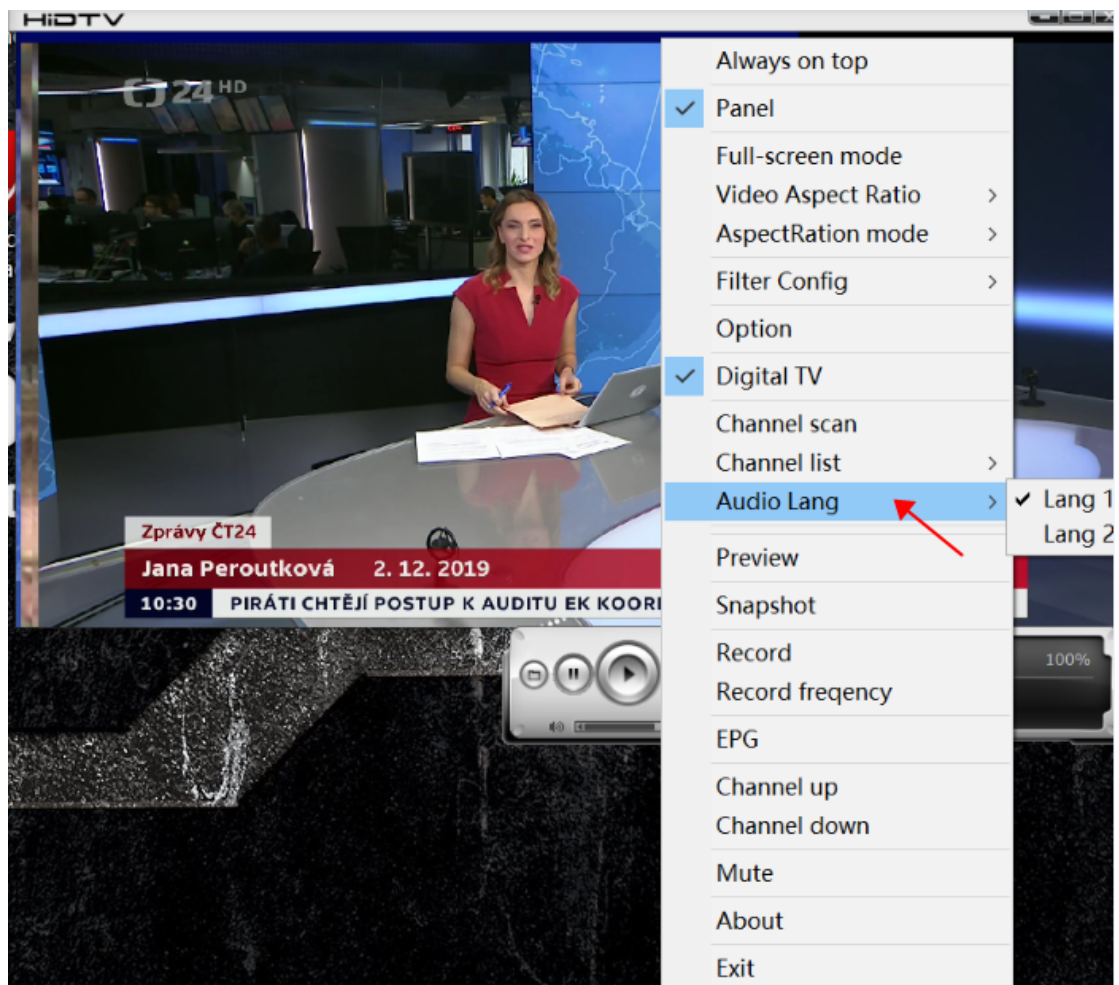 HiDTV
24 HD
Always on top
Panel
Full-screen mode
Video Aspect Ratio
AspectRation mode
Filter Config
Option
Digital TV
Channel scan
Channel list
Audio Lang
Lang 1
Lang 2
Preview
Snapshot
Record
Record freqency
EPG
Channel up
Channel down
Mute
About
Exit
Zprávy ČT24
Jana Peroutková 2. 12. 2019
10:30 PIRÁTI CHTĚJÍ POSTUP K AUDITU EK
100%